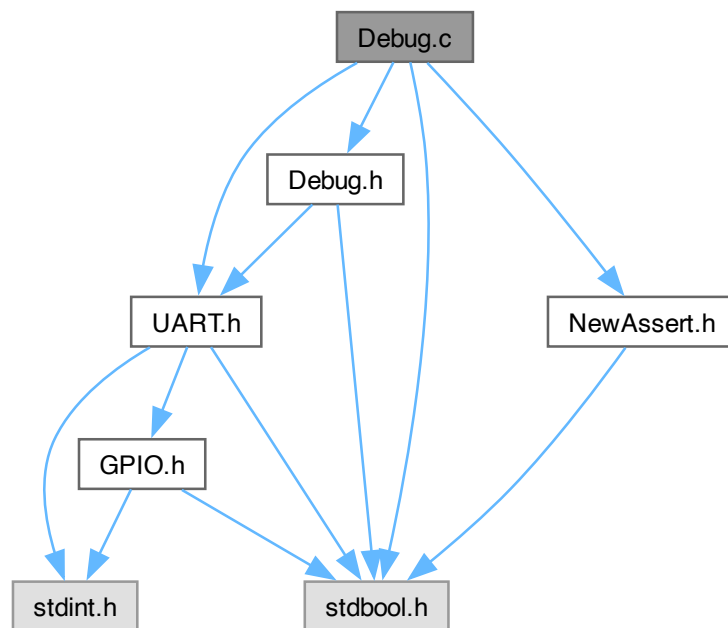 Debug.c
Debug.h
UART.h
NewAssert.h
GPIO.h
stdint.h
stdbool.h